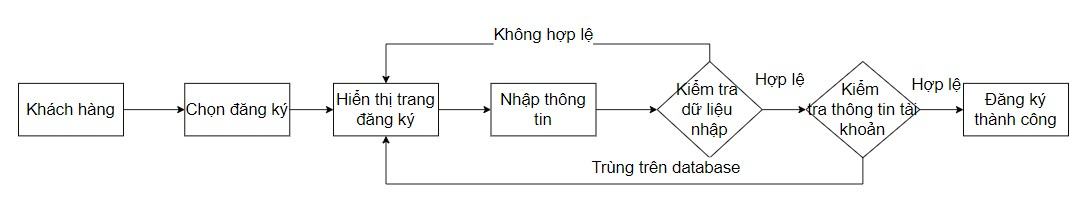 Không hợp lệ
Khách hàng
Chọn đăng ký
Hiển thị trang
đăng ký
Nhập thông
tin
Kiểm tra
dữ liệu
nhập
Hợp lệ
Kiểm
tra thông tin tài
khoản
Hợp lệ
Đăng ký
thành công
Trùng trên database